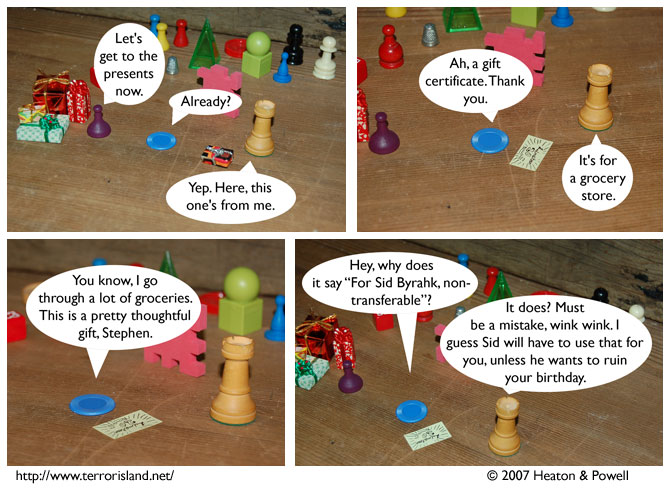 Let's
get to the
presents
now.
Already?
Yep. Here, this
one's from me.
Ah, a gift
certificate. Thank
you.
It's for
a grocery
store.
You know, I go
through a lot of groceries.
This is a pretty thoughtful
gift, Stephen.
Hey, why does
it say “For Sid Byrahk, non-
transferable”?
It does? Must
be a mistake, wink wink. I
guess Sid will have to use that for
you, unless he wants to ruin
your birthday.
http://www.terrorisland.net/
© 2007 Heaton & Powell